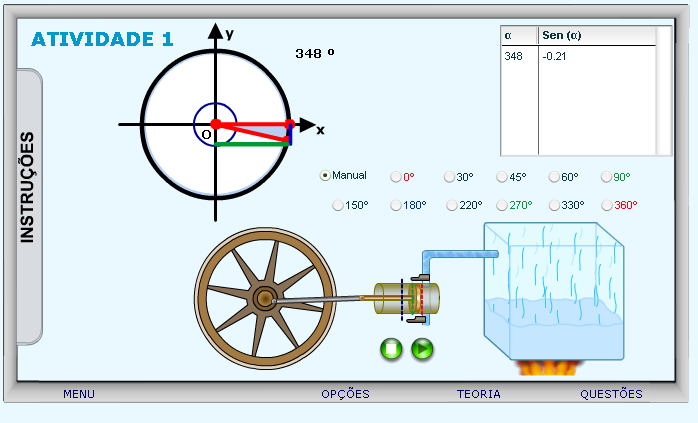 ATIVIDADE 1
y
348 º
α Sen (α)
348 -0.21
O
x
INSTRUÇÕES
Manual 0º 30º 45º 60º 90º
150º 180º 220º 270º 330º 360º
MENU OPÇÕES TEORIA QUESTÕES